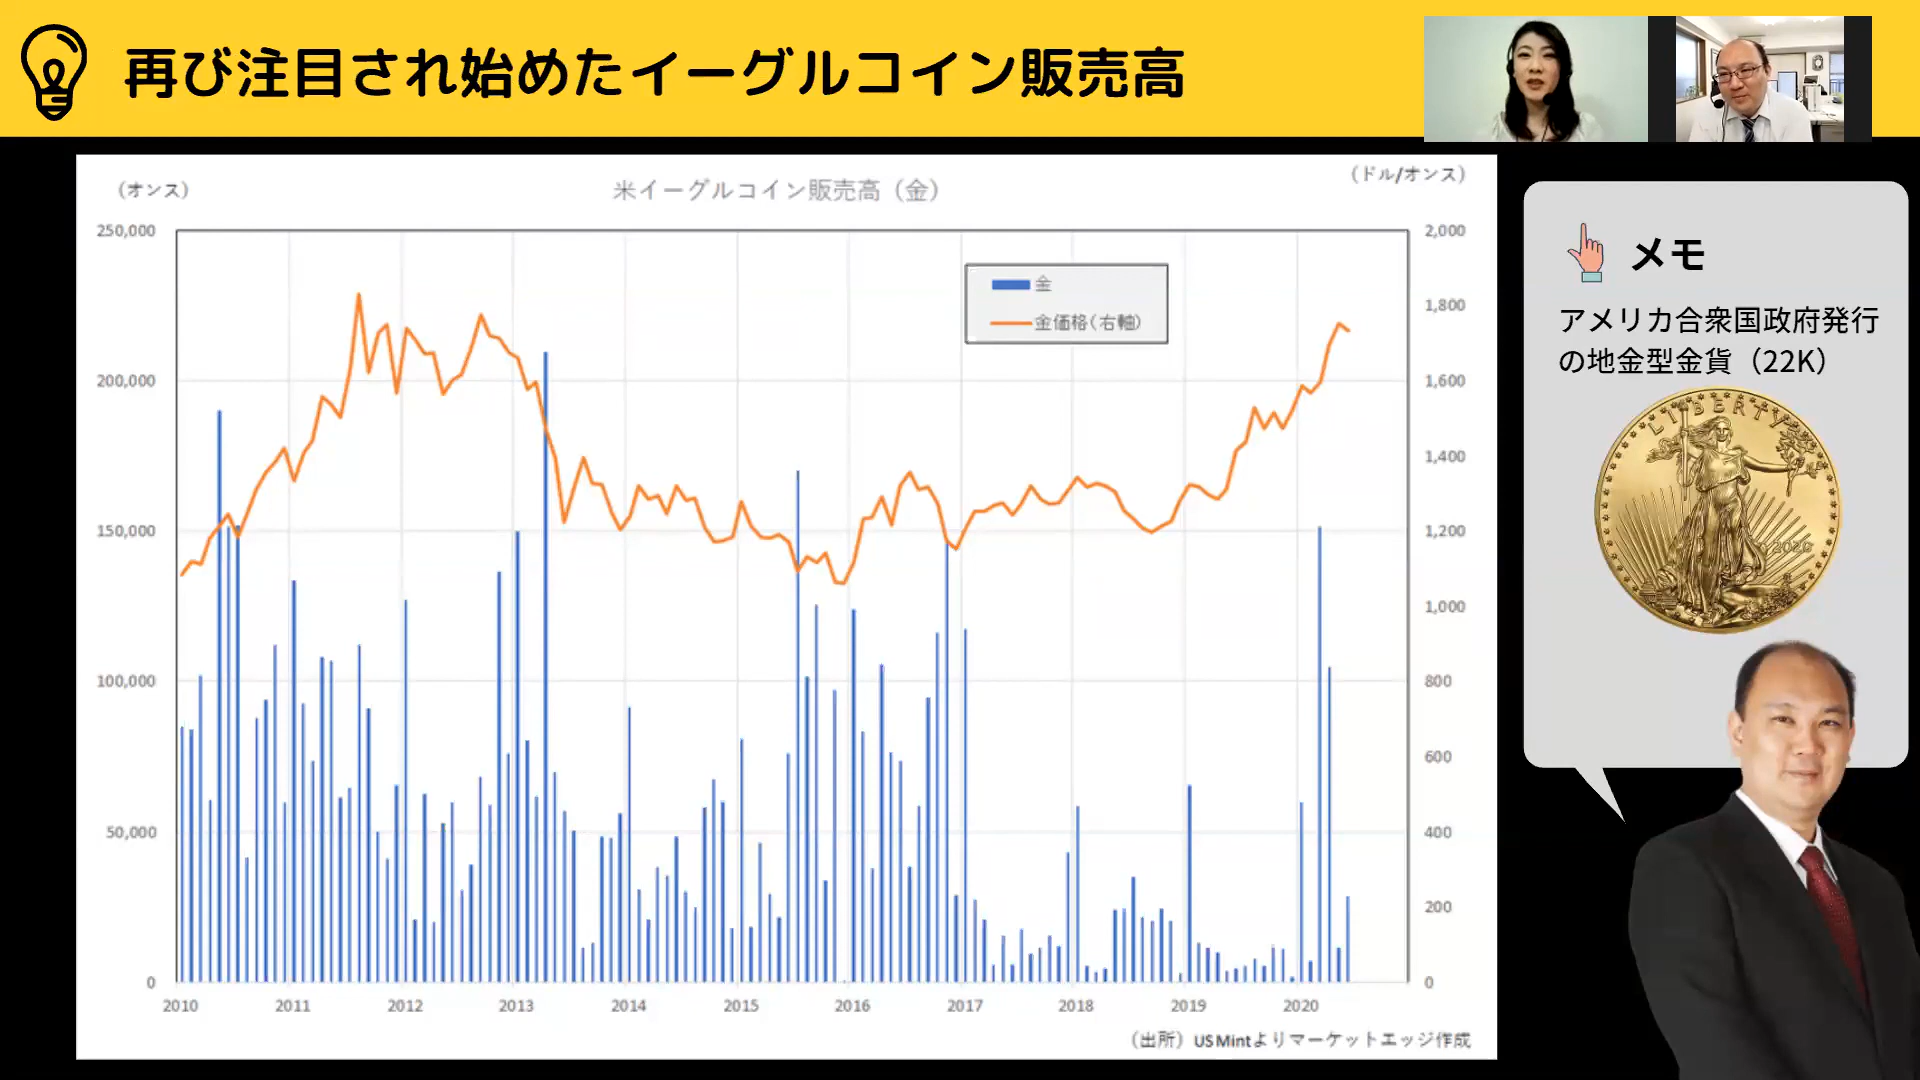 再び注目され始めたイーグルコイン販売高
(オンス)
米イーグルコイン販売高（金）
(ドル/オンス)
250,000
200,000
150,000
100,000
50,000
0
2,000
1,800
1,600
1,400
1,200
1,000
800
600
400
200
0
金
金価格(右軸)
2010 2011 2012 2013 2014 2015 2016 2017 2018 2019 2020
（出所）USMintよりマーケットエッジ作成
メモ
アメリカ合衆国政府発行
の地金型金貨（22K）
LIBERTY
2020